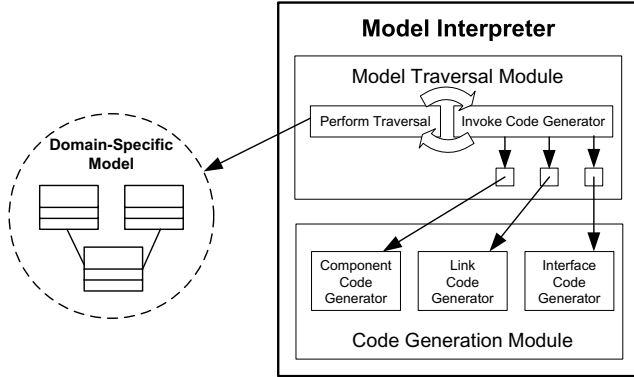 Model Interpreter
Model Traversal Module
Perform Traversal
Invoke Code Generator
Domain-Specific
Model
Component
Code
Generator
Link
Code
Generator
Interface
Code
Generator
Code Generation Module